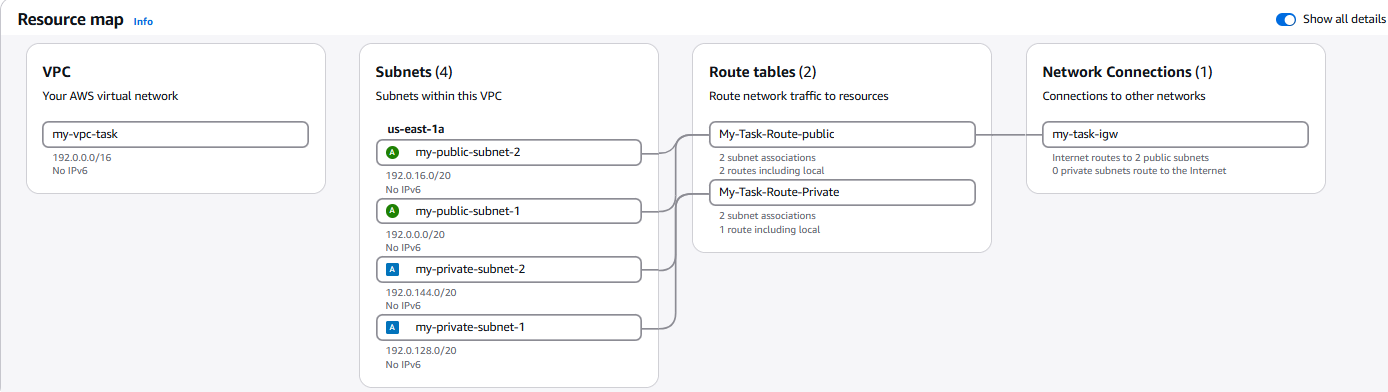 Resource map Info
Show all details
VPC
Your AWS virtual network
my-vpc-task
192.0.0.0/16
No IPv6
Subnets (4)
Subnets within this VPC
us-east-1a
A my-public-subnet-2
192.0.16.0/20
No IPv6
A my-public-subnet-1
192.0.0.0/20
No IPv6
A my-private-subnet-2
192.0.144.0/20
No IPv6
A my-private-subnet-1
192.0.128.0/20
No IPv6
Route tables (2)
Route network traffic to resources
My-Task-Route-public
2 subnet associations
2 routes including local
My-Task-Route-Private
2 subnet associations
1 route including local
Network Connections (1)
Connections to other networks
my-task-igw
Internet routes to 2 public subnets
0 private subnets route to the Internet